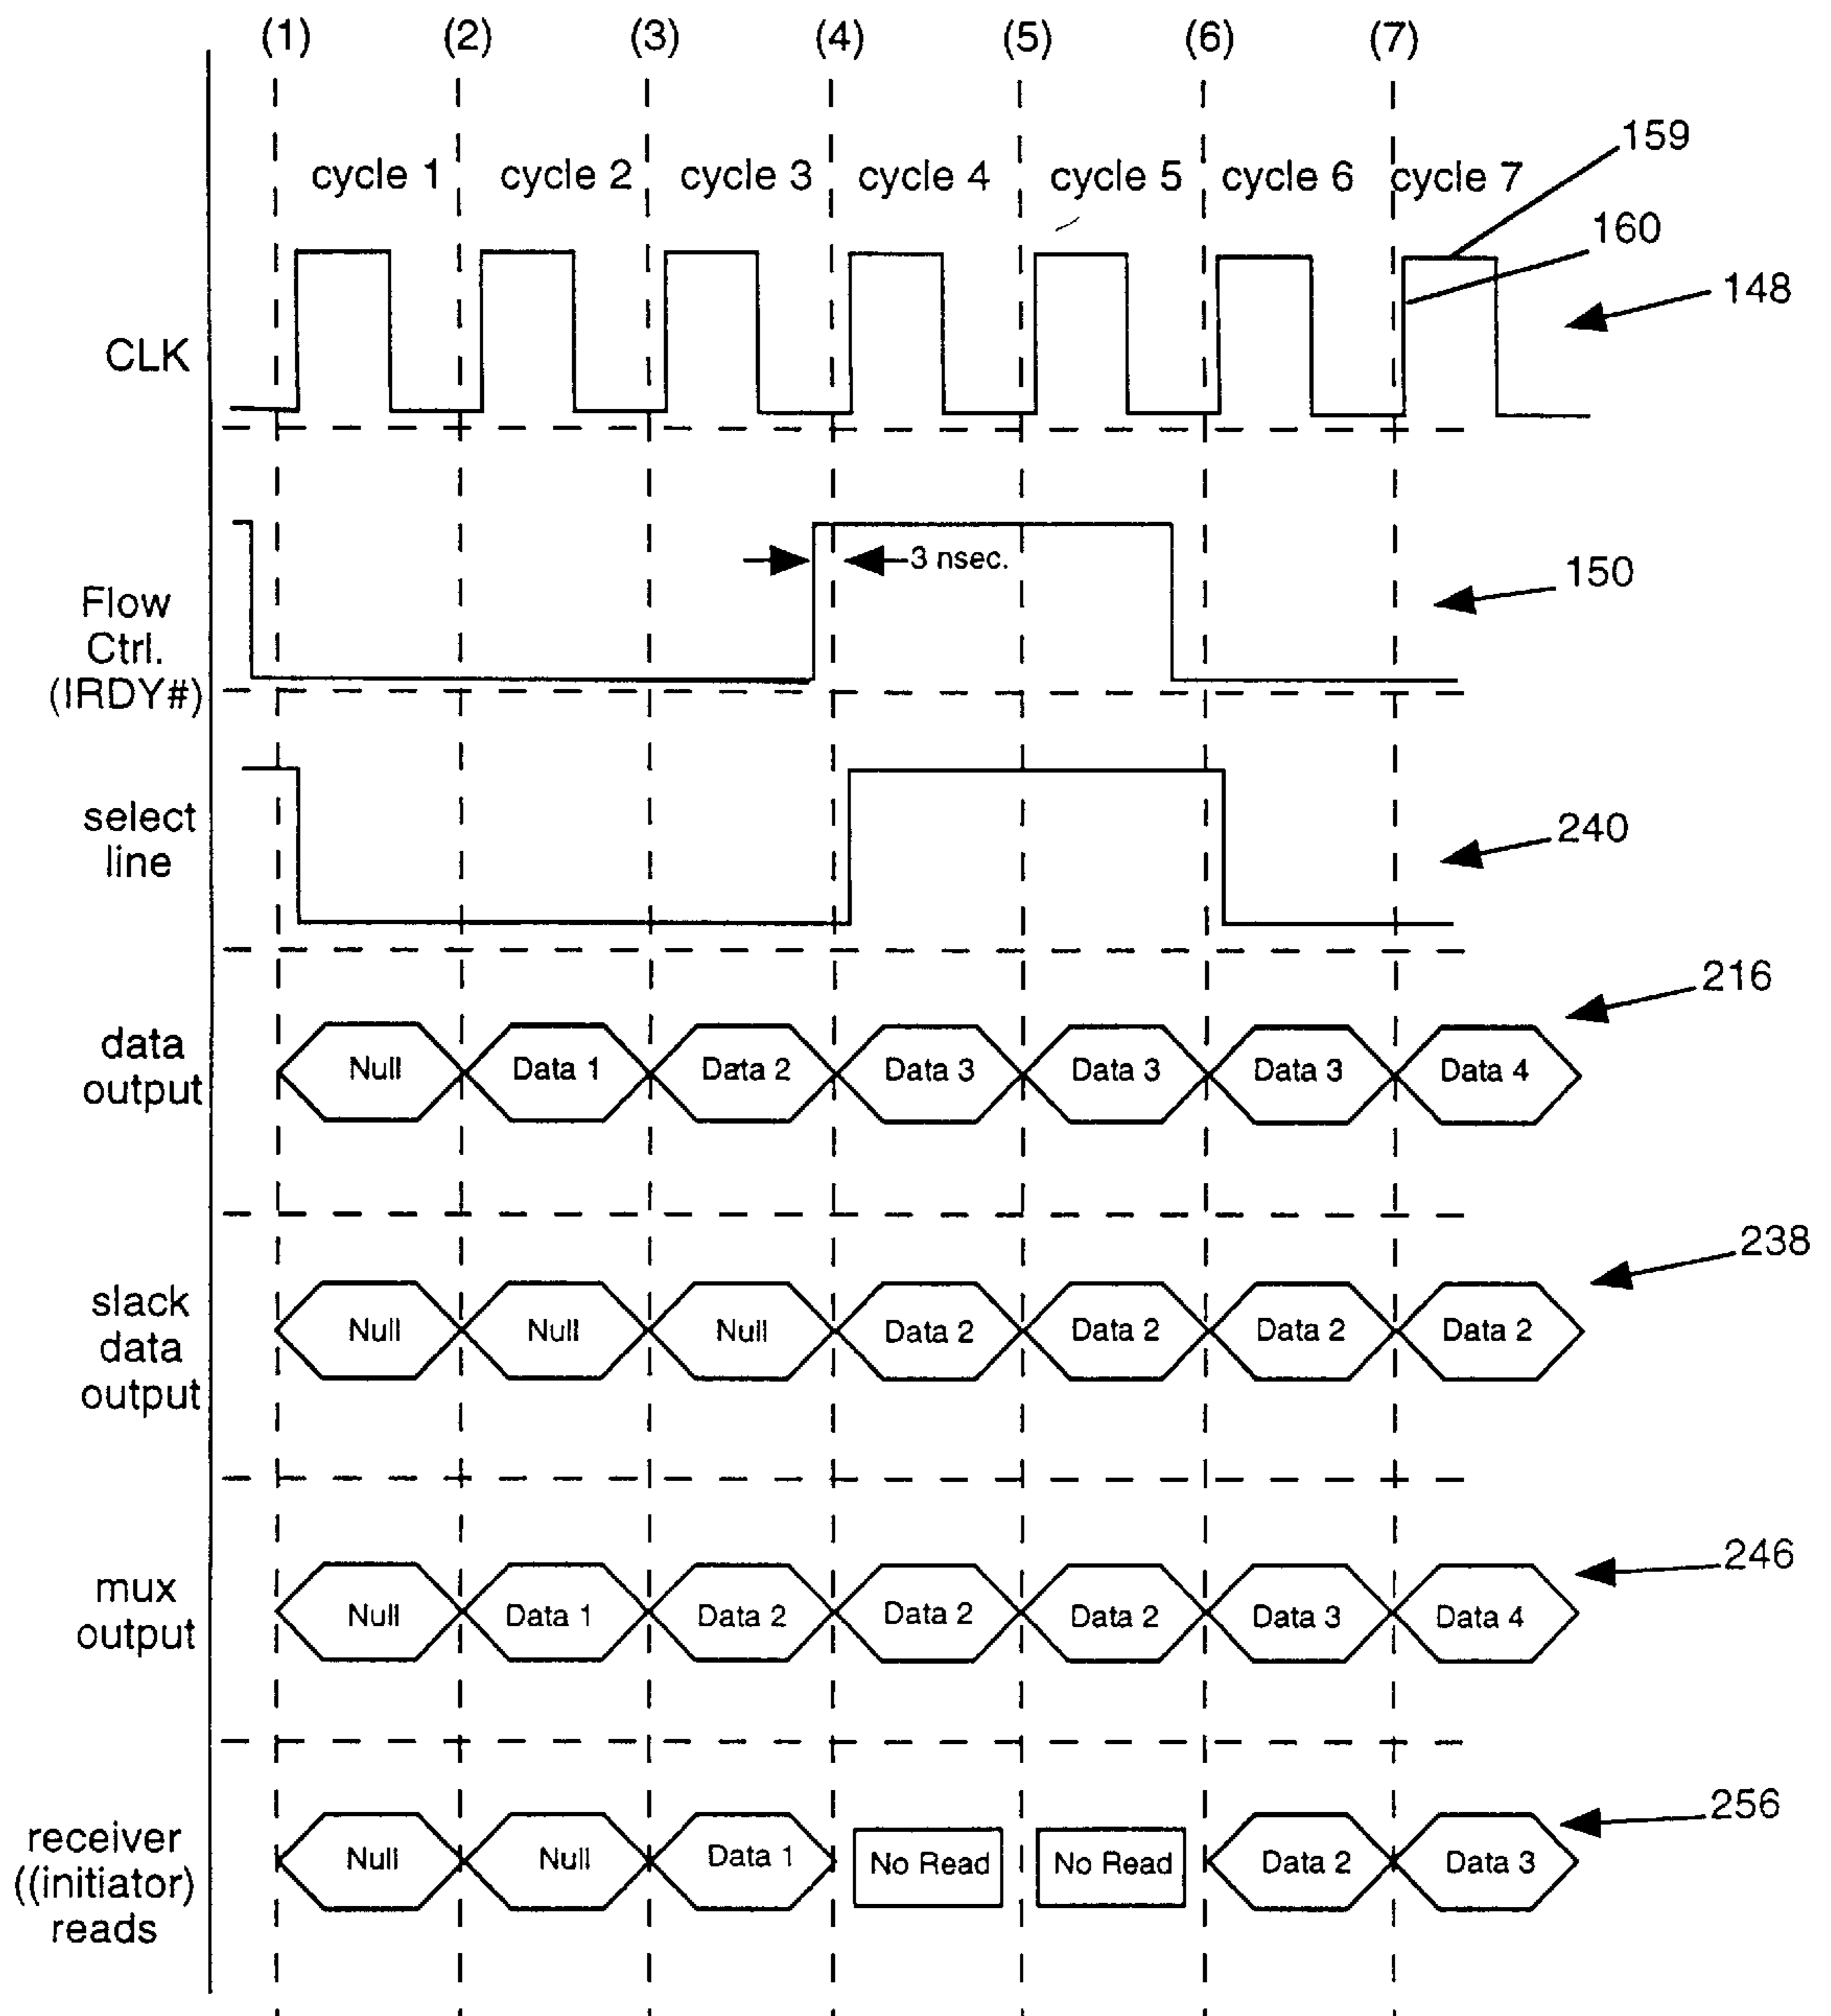 (1) (2) (3) (4) (5) (6) (7)
cycle 1 cycle 2 cycle 3 cycle 4 cycle 5 cycle 6 cycle 7
159
160
148
CLK
3 nsec.
150
Flow
Ctrl.
(IRDY#)
select
line
240
216
data
output
Null Data 1 Data 2 Data 3 Data 3 Data 3 Data 4
238
slack
data
output
Null Null Null Data 2 Data 2 Data 2 Data 2
246
mux
output
Null Data 1 Data 2 Data 2 Data 2 Data 3 Data 4
256
receiver
((initiator)
reads
Null Null Data 1 No Read No Read Data 2 Data 3